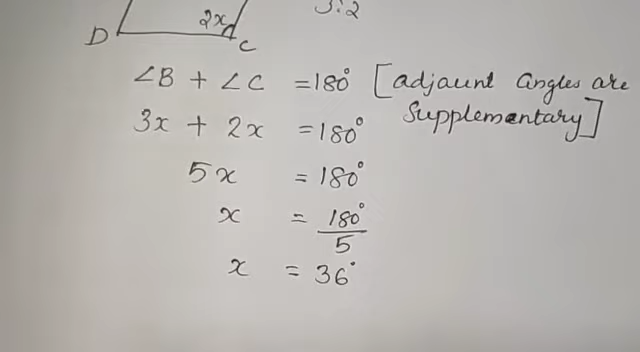 3:2
D
2x
C
∠B + ∠C = 180° [adjacent angles are
3x + 2x = 180° Supplementary]
5x = 180°
x = 180°/5
x = 36°